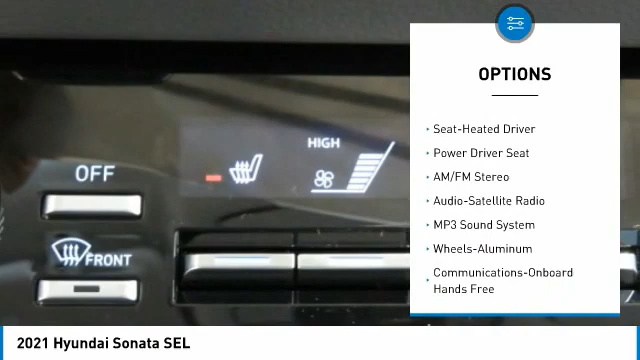 OFF
FRONT
HIGH
OPTIONS
Seat-Heated Driver
Power Driver Seat
AM/FM Stereo
Audio-Satellite Radio
MP3 Sound System
Wheels-Aluminum
Communications-Onboard
Hands Free
2021 Hyundai Sonata SEL